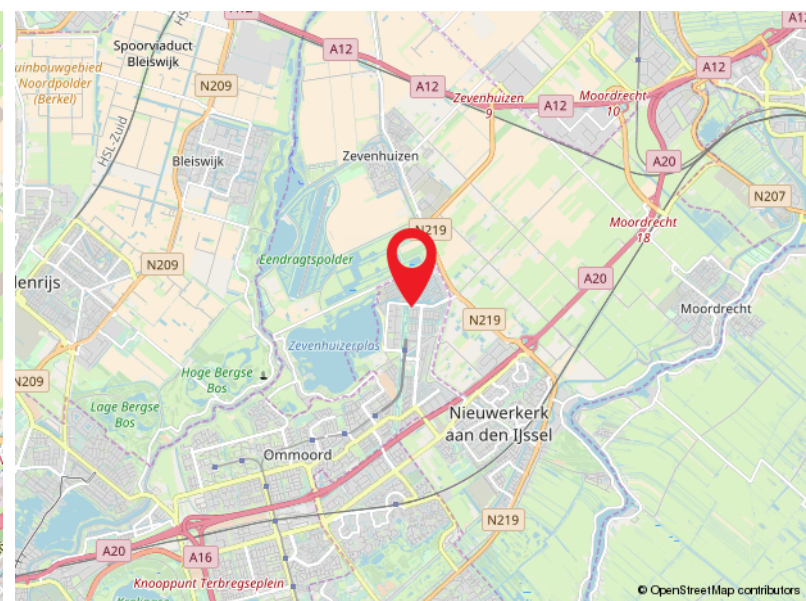 A12
A12
Spoorviaduct
Bleiswijk
A12
A12
uinbouwgebied
Noordpolder
(Berkel)
N209
A12
Zevenhuizen
9
A12
Moordrecht
10
HSL-Zuid
Bleiswijk
Zevenhuizen
A20
N207
Moordrecht
18
N219
Eendragtspolder
N209
A20
lenrijs
Moordrecht
N219
Zevenhuizerplas
Hoge Bergse
Bos
N209
Lage Bergse
Bos
Nieuwerkerk
aan den IJssel
Ommoord
N219
A20
A16
Knooppunt Terbregseplein
© OpenStreetMap contributors